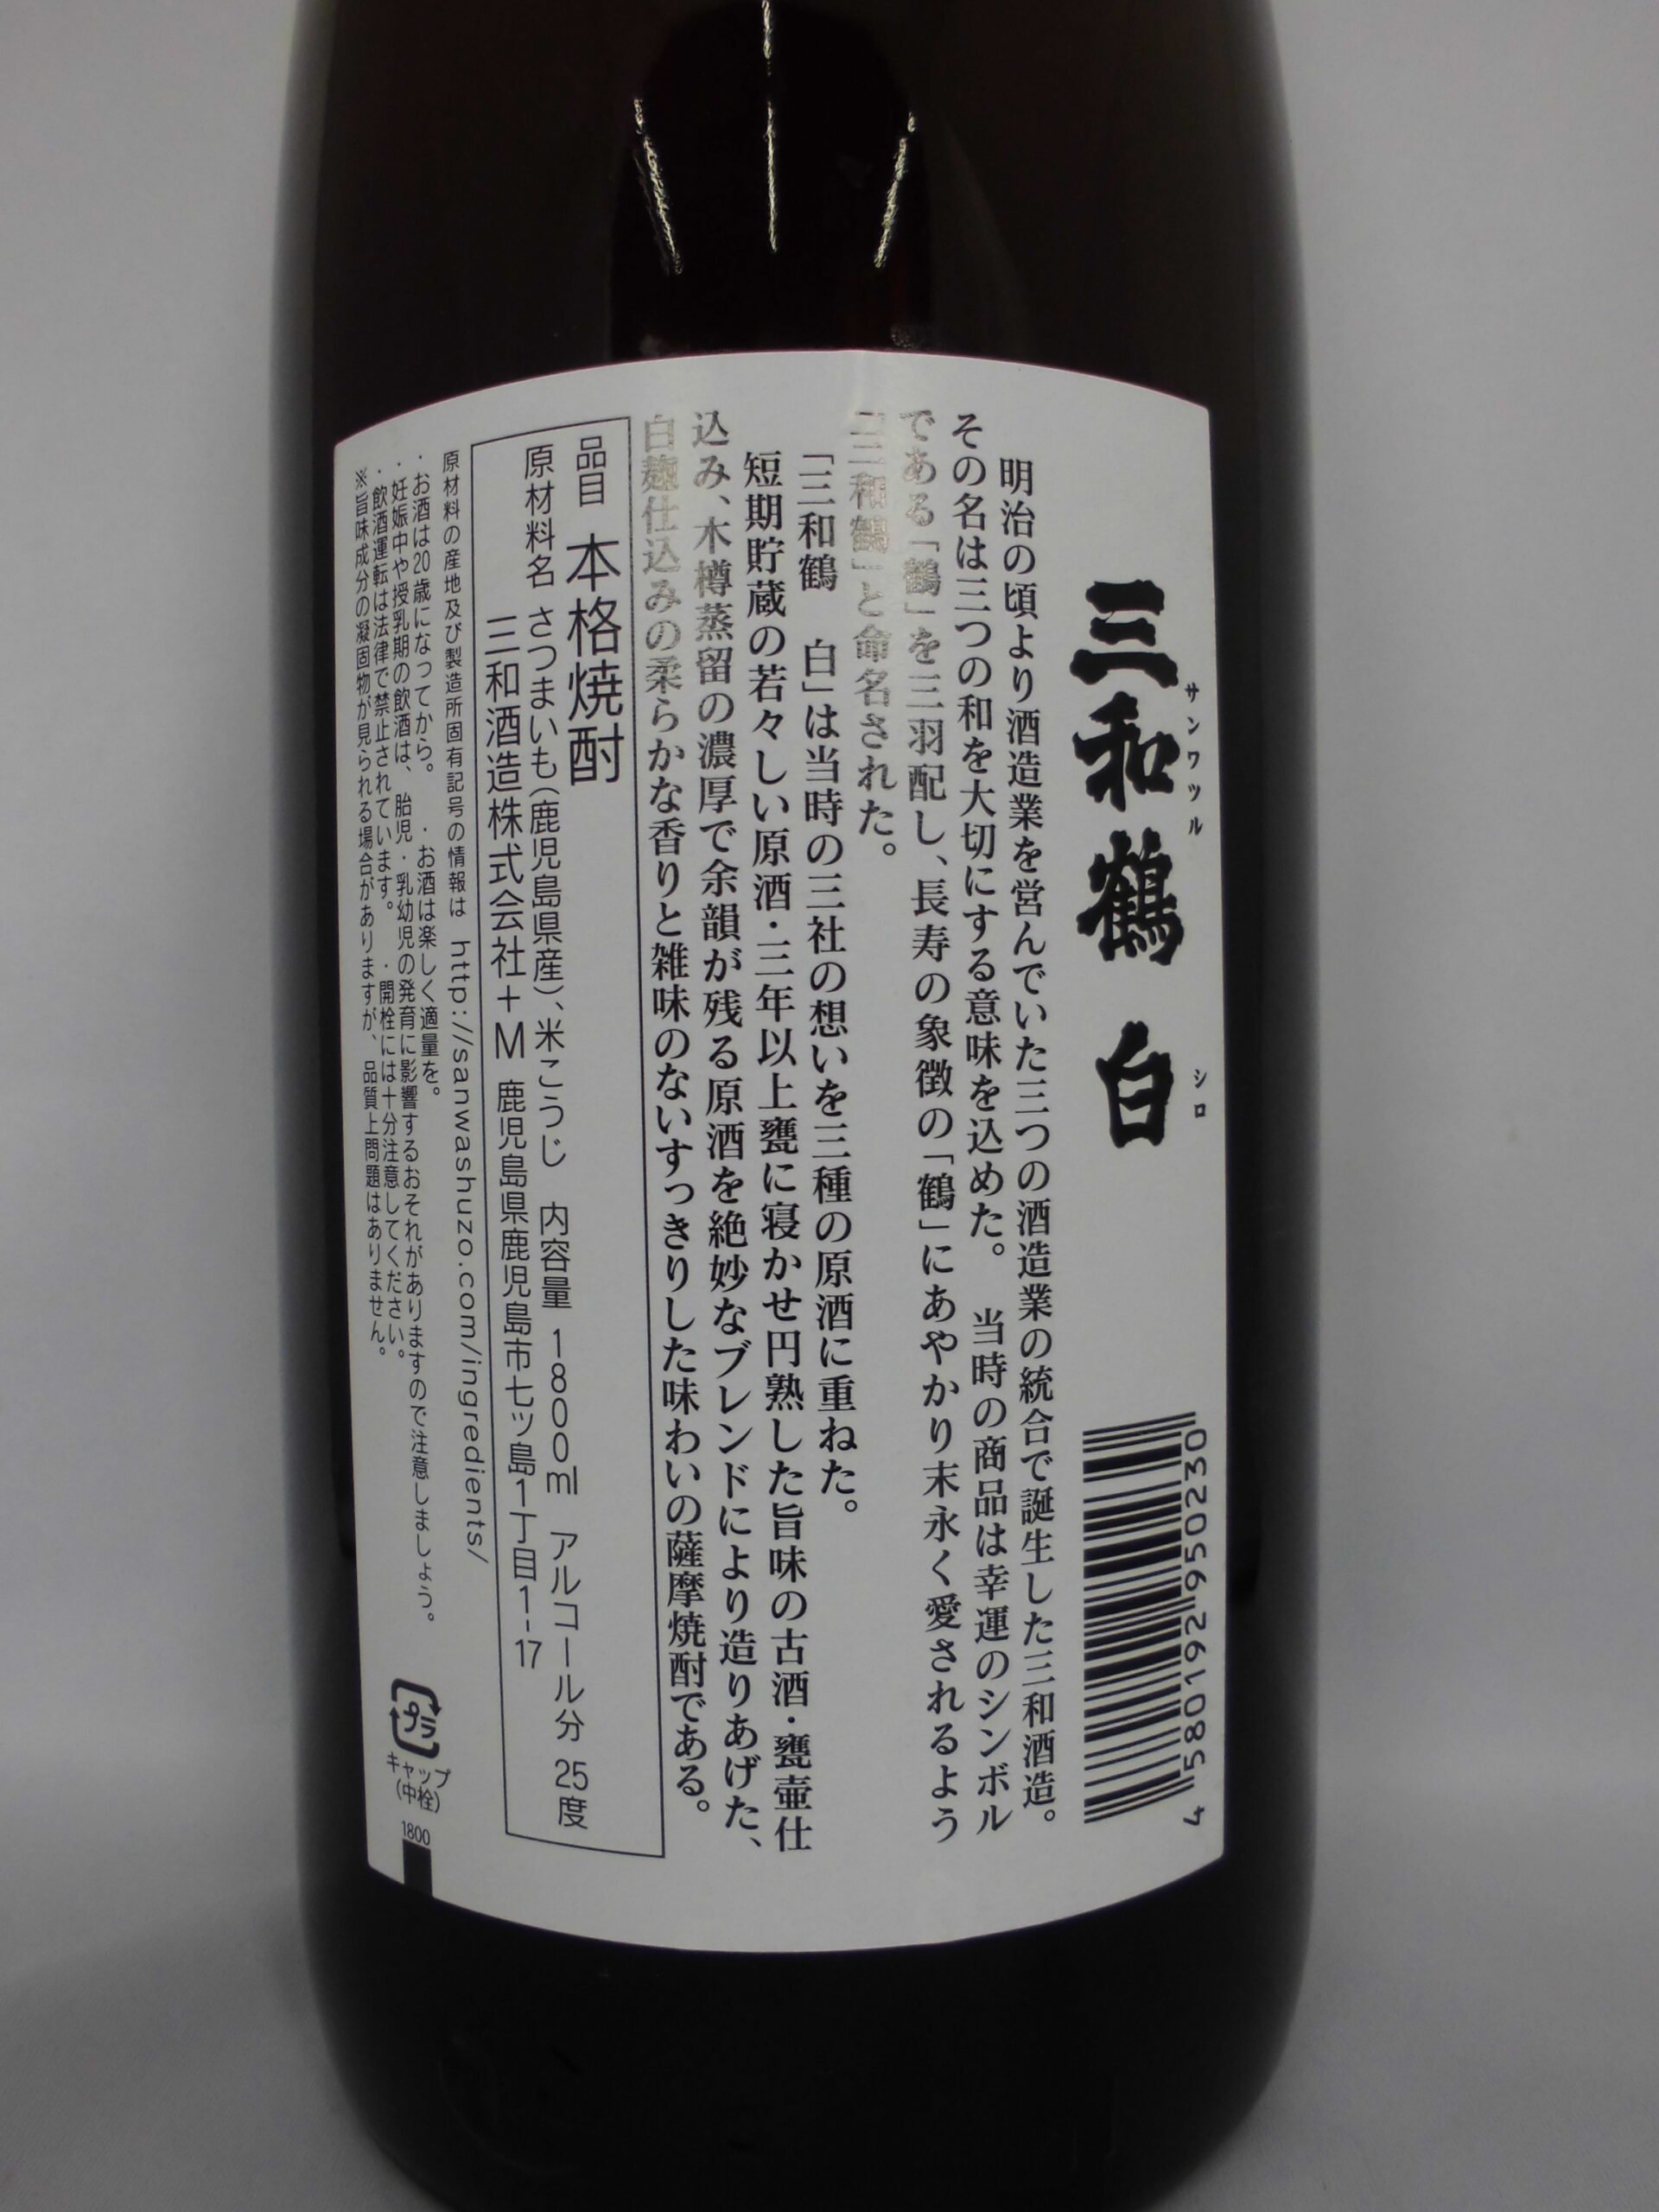 三和鶴 白
サンワツル シロ
4 580192 950230
明治の頃より酒造業を営んでいた三つの酒造業の統合で誕生した三和酒造。
その名は三つの和を大切にする意味を込めた。 当時の商品は幸運のシンボル
である「鶴」を三羽配し、長寿の象徴の「鶴」にあやかり末永く愛されるよう
「三和鶴」と命名された。
「三和鶴 白」は当時の三社の想いを三種の原酒に重ねた。
短期貯蔵の若々しい原酒・三年以上甕に寝かせ円熟した旨味の古酒・甕壷仕
込み、木樽蒸留の濃厚で余韻が残る原酒を絶妙なブレンドにより造りあげた、
白麹仕込みの柔らかな香りと雑味のないすっきりした味わいの薩摩焼酎である。
品目 本格焼酎
原材料名 さつまいも(鹿児島県産)、米こうじ 内容量 1800ml アルコール分 25度
三和酒造株式会社+M 鹿児島県鹿児島市七ッ島1丁目1-17
原材料の産地及び製造所固有記号の情報は http://sanwashuzo.com/ingredients/
・お酒は20歳になってから。 ・お酒は楽しく適量を。
・妊娠中や授乳期の飲酒は、胎児・乳幼児の発育に影響するおそれがありますので注意しましょう。
・飲酒運転は法律で禁止されています。 ・開栓には十分注意してください。
※旨味成分の凝固物が見られる場合がありますが、品質上問題はありません。
プラ
キャップ
(中栓)
1800